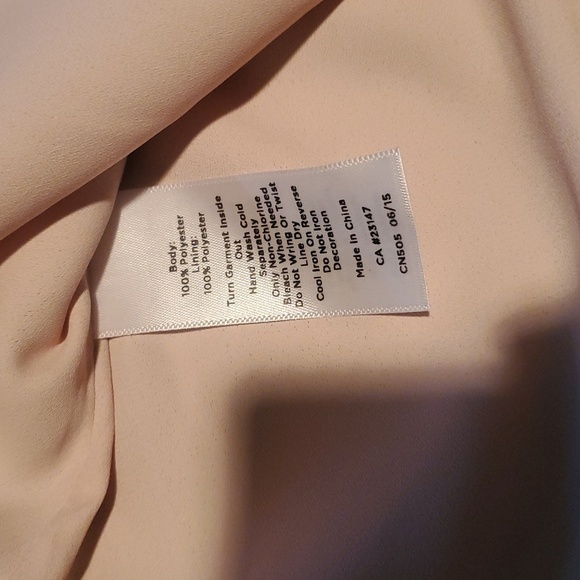 Body:
100% Polyester
Lining:
100% Polyester
Turn Garment Inside
Out
Hand Wash Cold
Separately
Only Non-Chlorine
Bleach When Needed
Do Not Wring Or Twist
Line Dry
Cool Iron On Reverse
Do Not Iron
Decoration
Made In China
CA #23147
CN505 06/15